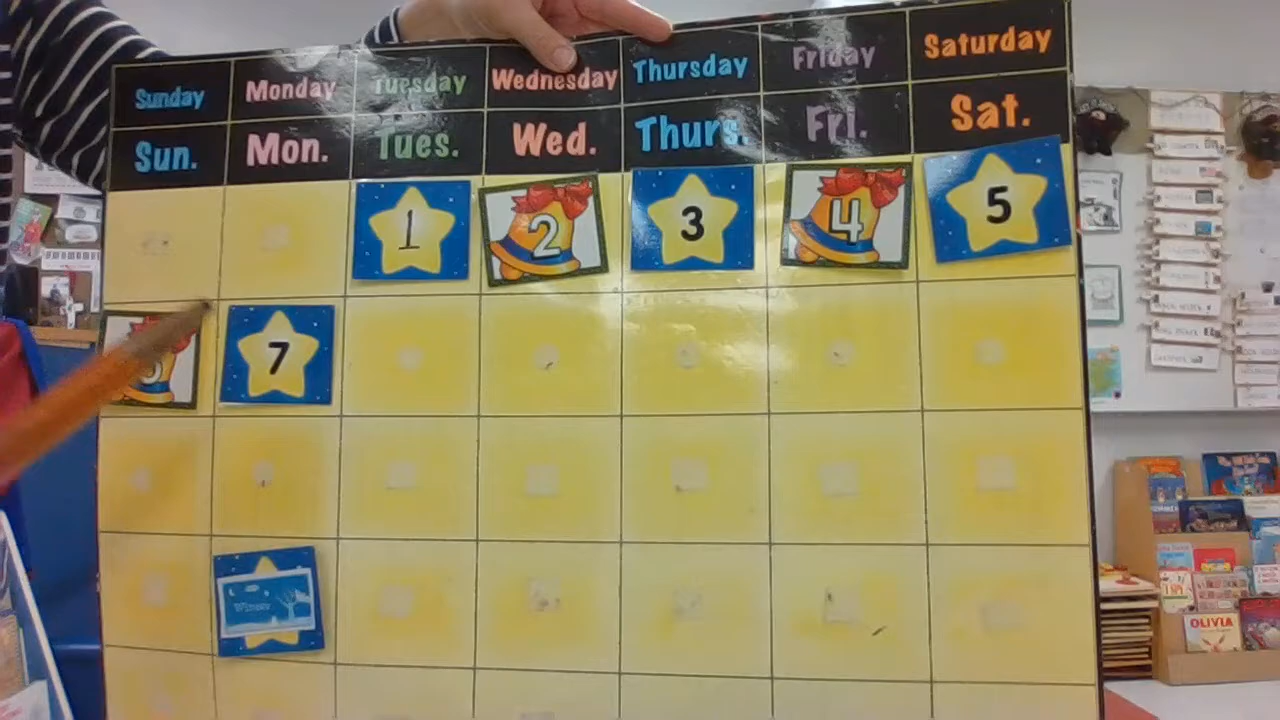 Sunday Monday Tuesday Wednesday Thursday Friday Saturday
Sun. Mon. Tues. Wed. Thurs. Fri. Sat.
1 2 3 4 5
6 7
Winter
OLIVIA